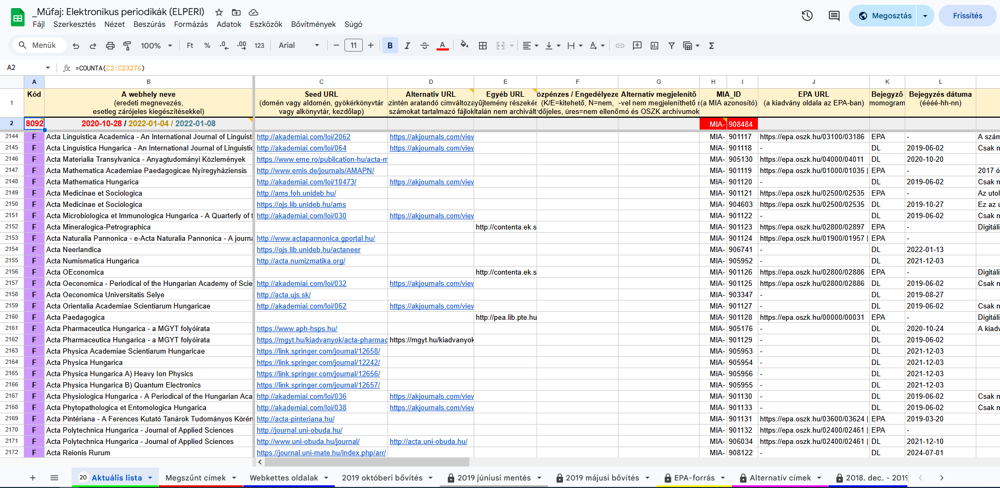 _Műfaj: Elektronikus periodikák (ELPERI)
Fájl Szerkesztés Nézet Beszúrás Formázás Adatok Eszközök Bővítmények Súgó
Megosztás Frissítés
Menük 100% Ft % .0 .00 123 Arial 11 B I A Σ
A2 fx =COUNTA(C2:C23276)
A B C D E F G H I J K L
1 Kód A webhely neve Seed URL Alternatív URL Egyéb URL özpénzes / Engedélyeze Alternatív megjelenítő MIA_ID EPA URL Bejegyző Bejegyzés dátuma
(eredeti megnevezés, (domén vagy aldomén, gyökérkönyvtár szintén aratandó címváltoza gyűjtemény részekér (K/E=kitehető, N=nem, -vel nem megjeleníthető (a MIA azonosító) (a kiadvány oldala az EPA-ban) monogram (éééé-hh-nn)
esetleg zárójeles kiegészítésekkel) vagy alkönyvtár, kezdőlap) számokat tartalmazó fájlok talán nem archivált rdőjeles, üres=nem ellenő mó és OSZK archívumok
2 8092 2020-10-28 / 2022-01-04 / 2022-01-08 MIA- 908484
2144 F Acta Linguistica Academica - An International Journal of Linguisti http://akademiai.com/loi/2062 https://akjournals.com/view MIA- 901117 https://epa.oszk.hu/03100/03186 EPA - A szám
2145 F Acta Linguistica Hungarica - An International Journal of Linguistic http://akademiai.com/loi/064 https://akjournals.com/view MIA- 901118 - DL 2019-06-02 Csak n
2146 F Acta Materialia Transylvanica - Anyagtudományi Közlemények https://www.eme.ro/publication-hu/acta-m MIA- 905130 https://epa.oszk.hu/04000/04011 DL 2020-10-20
2147 F Acta Mathematica Academiae Paedagogicae Nyíregyháziensis http://www.emis.de/journals/AMAPN/ MIA- 901119 https://epa.oszk.hu/01000/01035 | EPA - 2017 ó
2148 F Acta Mathematica Hungarica http://akademiai.com/loi/10473/ https://akjournals.com/view MIA- 901120 - DL 2019-06-02 Csak n
2149 F Acta Medicinae et Sociologica http://ams.foh.unideb.hu/ MIA- 901121 https://epa.oszk.hu/02500/02535 EPA - Az utol
2150 F Acta Medicinae et Sociologica https://ojs.lib.unideb.hu/ams MIA- 904603 https://epa.oszk.hu/02500/02535 DL 2019-10-27 Ez az ú
2151 F Acta Microbiologica et Immunologica Hungarica - A Quarterly of t http://akademiai.com/loi/030 https://akjournals.com/view MIA- 901122 - DL 2019-06-02 Csak n
2152 F Acta Mineralogica-Petrographica http://contenta.ek.s MIA- 901123 https://epa.oszk.hu/02800/02897 EPA - Digitáli
2153 F Acta Naturalia Pannonica - e-Acta Naturalia Pannonica - A journa http://www.actapannonica.gportal.hu/ MIA- 901124 https://epa.oszk.hu/01900/01957 | EPA -
2154 F Acta Neerlandica https://ojs.lib.unideb.hu/actaneer MIA- 906741 - DL 2022-01-13
2155 F Acta Numismatica Hungarica http://acta.numizmatika.org/ MIA- 905952 - DL 2021-12-03
2156 F Acta OEconomica http://contenta.ek.s MIA- 901126 https://epa.oszk.hu/02800/02886 EPA - Digitáli
2157 F Acta Oeconomica - Periodical of the Hungarian Academy of Scie http://akademiai.com/loi/032 https://akjournals.com/view MIA- 901125 https://epa.oszk.hu/02800/02886 DL 2019-06-02 Csak n
2158 F Acta Oeconomica Universitatis Selye http://acta.ujs.sk/ MIA- 903347 - DL 2019-08-27
2159 F Acta Orientalia Academiae Scientiarum Hungaricae http://akademiai.com/loi/062 https://akjournals.com/view MIA- 901127 - DL 2019-06-02 Csak n
2160 F Acta Paedagogica http://pea.lib.pte.hu MIA- 901128 https://epa.oszk.hu/00000/00031 EPA - Digitáli
2161 F Acta Pharmaceutica Hungarica - a MGYT folyóirata https://www.aph-hsps.hu/ MIA- 905176 - DL 2020-10-24 A kiad
2162 F Acta Pharmaceutica Hungarica - a MGYT folyóirata https://mgyt.hu/kiadvanyok/acta-pharmac https://mgyt.hu/kiadvanyok MIA- 901129 - DL 2019-06-02
2163 F Acta Physica Academiae Scientiarum Hungaricae https://link.springer.com/journal/12658/ MIA- 905953 - DL 2021-12-03
2164 F Acta Physica Hungarica https://link.springer.com/journal/12242/ MIA- 905954 - DL 2021-12-03
2165 F Acta Physica Hungarica A) Heavy Ion Physics https://link.springer.com/journal/12656/ MIA- 905956 - DL 2021-12-03
2166 F Acta Physica Hungarica B) Quantum Electronics https://link.springer.com/journal/12657/ MIA- 905955 - DL 2021-12-03
2167 F Acta Physiologica Hungarica - A Periodical of the Hungarian Aca http://akademiai.com/loi/036 https://akjournals.com/view MIA- 901130 - DL 2019-06-02 Csak n
2168 F Acta Phytopathologica et Entomologica Hungarica http://akademiai.com/loi/038 https://akjournals.com/view MIA- 901133 - DL 2019-06-02 Csak n
2169 F Acta Pintériana - A Ferences Kutató Tanárok Tudományos Körén http://acta-pinteriana.hu/ MIA- 901131 https://epa.oszk.hu/03600/03624 | EPA 2019-03-20
2170 F Acta Polytechnica Hungarica - Journal of Applied Sciences http://journal.uni-obuda.hu/ MIA- 901132 https://epa.oszk.hu/02400/02461 | EPA -
2171 F Acta Polytechnica Hungarica - Journal of Applied Sciences http://www.uni-obuda.hu/journal/ http://acta.uni-obuda.hu/ MIA- 906034 https://epa.oszk.hu/02400/02461 | DL 2021-12-10
2172 F Acta Reionis Rurum https://journal.uni-mate.hu/index.php/arr/ MIA- 908122 - DL 2024-07-01
20 Aktuális lista Megszűnt címek Webkettes oldalak 2019 októberi bővítés 2019 júniusi mentés 2019 májusi bővítés EPA-forrás Alternatív címek 2018. dec. - 2019